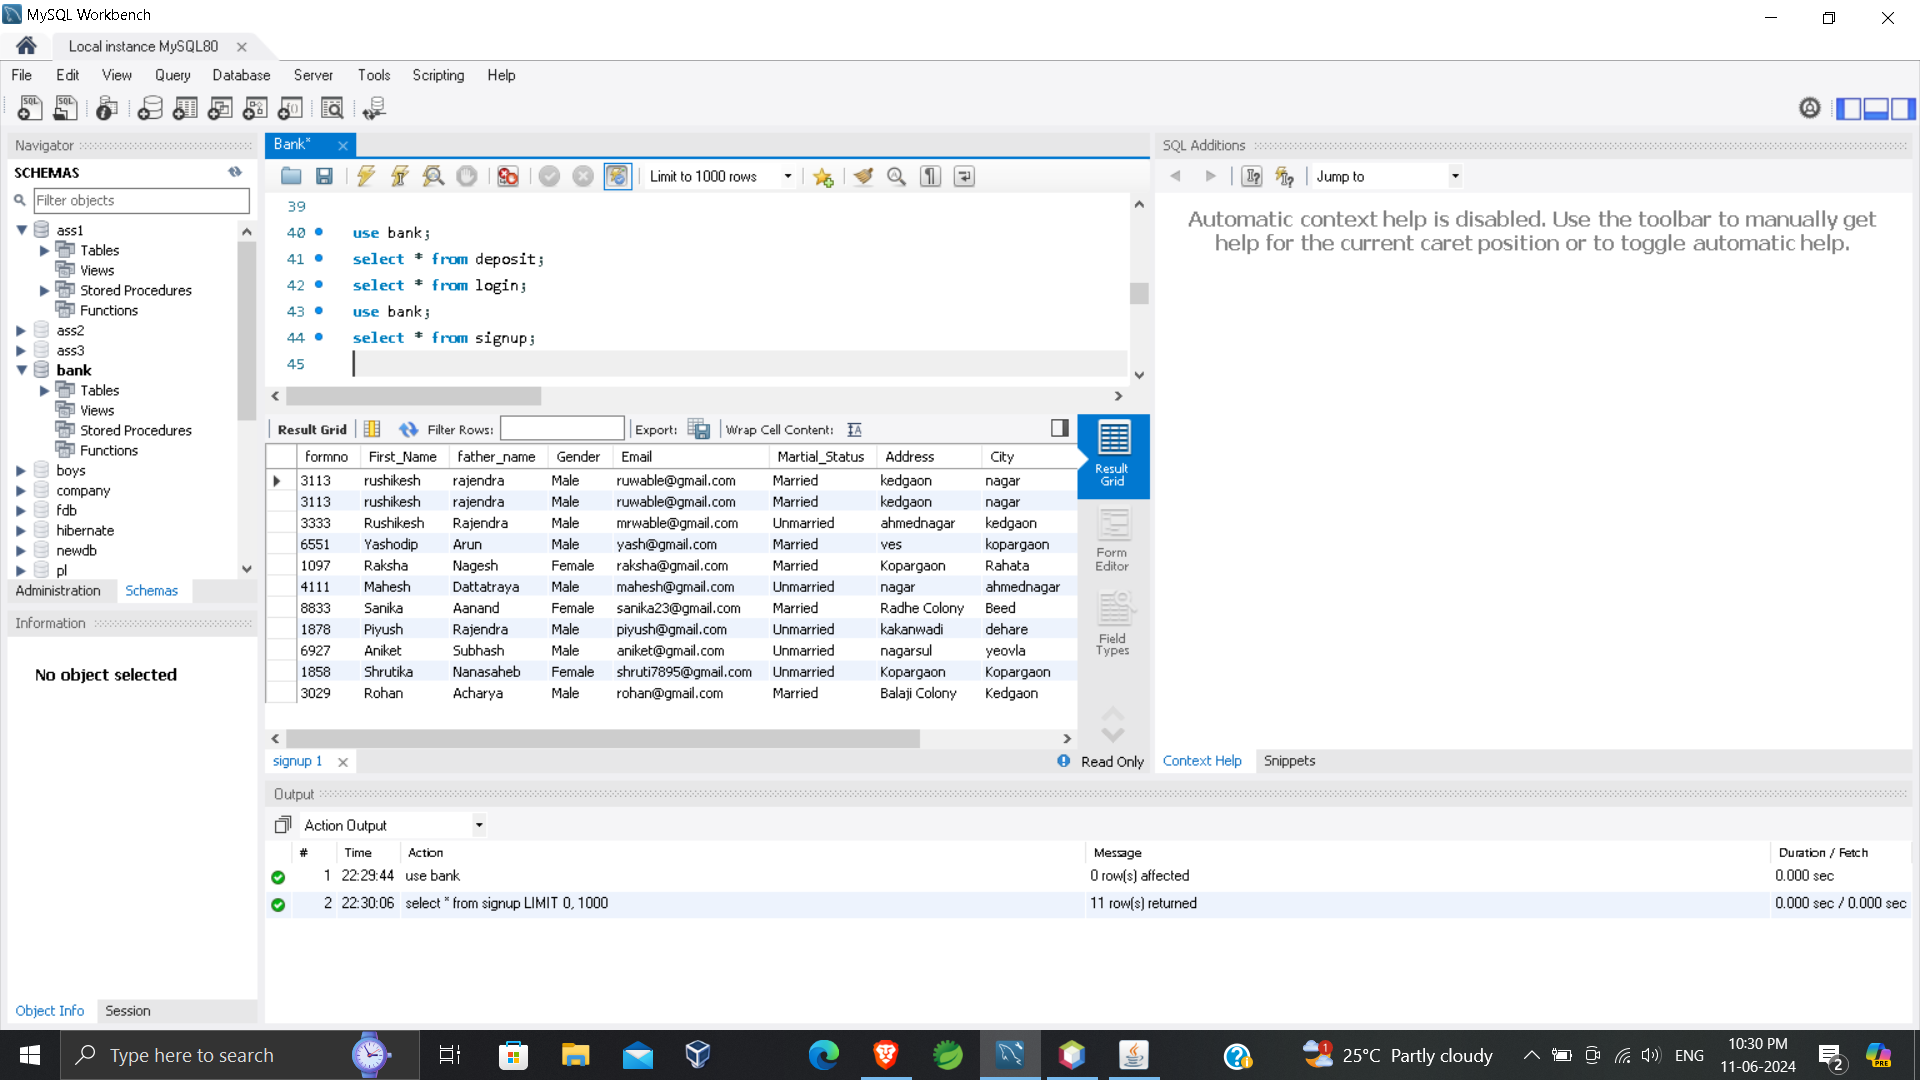 MySQL Workbench
Local instance MySQL80
File Edit View Query Database Server Tools Scripting Help
Navigator
SCHEMAS
Filter objects
ass1
Tables
Views
Stored Procedures
Functions
ass2
ass3
bank
Tables
Views
Stored Procedures
Functions
boys
company
fdb
hibernate
newdb
pl
Administration Schemas
Information
No object selected
Object Info Session
Bank*
Limit to 1000 rows
39
40 use bank;
41 select * from deposit;
42 select * from login;
43 use bank;
44 select * from signup;
45
Result Grid Filter Rows: Export: Wrap Cell Content:
formno First_Name father_name Gender Email Martial_Status Address City
3113 rushikesh rajendra Male ruwable@gmail.com Married kedgaon nagar
3113 rushikesh rajendra Male ruwable@gmail.com Married kedgaon nagar
3333 Rushikesh Rajendra Male mrwable@gmail.com Unmarried ahmednagar kedgaon
6551 Yashodip Arun Male yash@gmail.com Married ves kopargaon
1097 Raksha Nagesh Female raksha@gmail.com Married Kopargaon Rahata
4111 Mahesh Dattatraya Male mahesh@gmail.com Unmarried nagar ahmednagar
8833 Sanika Aanand Female sanika23@gmail.com Married Radhe Colony Beed
1878 Piyush Rajendra Male piyush@gmail.com Unmarried kakanwadi dehare
6927 Aniket Subhash Male aniket@gmail.com Unmarried nagarsul yeovla
1858 Shrutika Nanasaheb Female shruti7895@gmail.com Unmarried Kopargaon Kopargaon
3029 Rohan Acharya Male rohan@gmail.com Married Balaji Colony Kedgaon
Result
Grid
Form
Editor
Field
Types
signup 1
Read Only
SQL Additions
Jump to
Automatic context help is disabled. Use the toolbar to manually get
help for the current caret position or to toggle automatic help.
Context Help Snippets
Output
Action Output
# Time Action Message Duration / Fetch
1 22:29:44 use bank 0 row(s) affected 0.000 sec
2 22:30:06 select * from signup LIMIT 0, 1000 11 row(s) returned 0.000 sec / 0.000 sec
Type here to search
1
25°C Partly cloudy
ENG
10:30 PM
11-06-2024
2
PRE